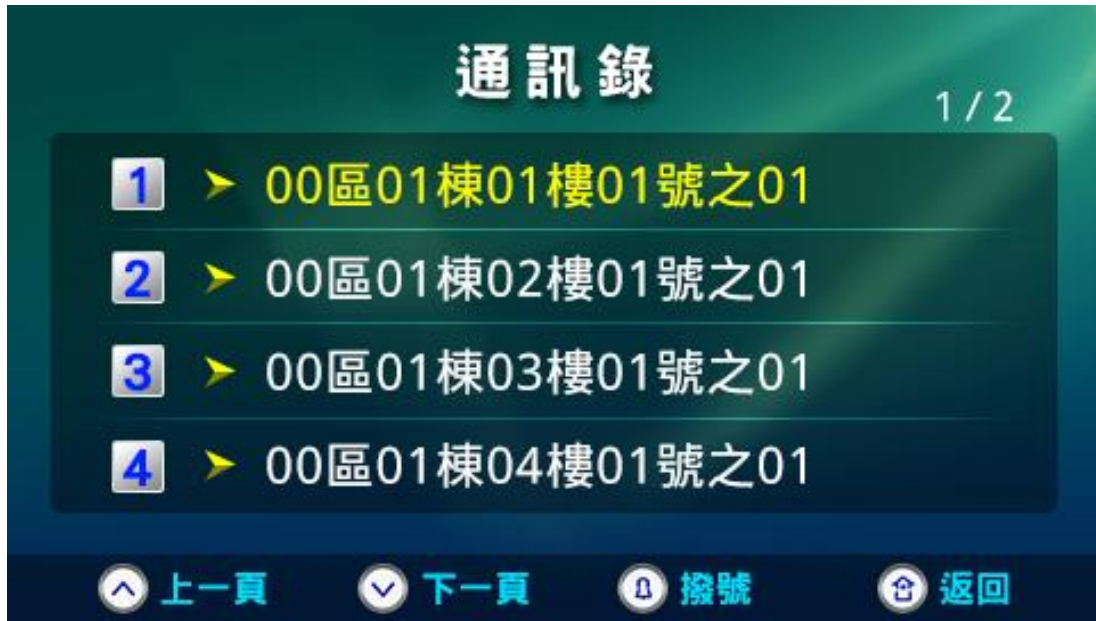 通訊錄
1/2
1 ➤ 00區01棟01樓01號之01
2 ➤ 00區01棟02樓01號之01
3 ➤ 00區01棟03樓01號之01
4 ➤ 00區01棟04樓01號之01
上一頁 下一頁 撥號 返回